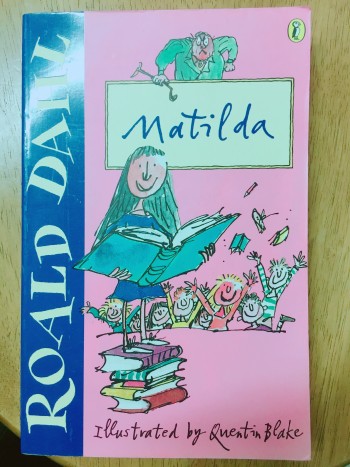 ROALD DAHL
Matilda
Illustrated by Quentin Blake